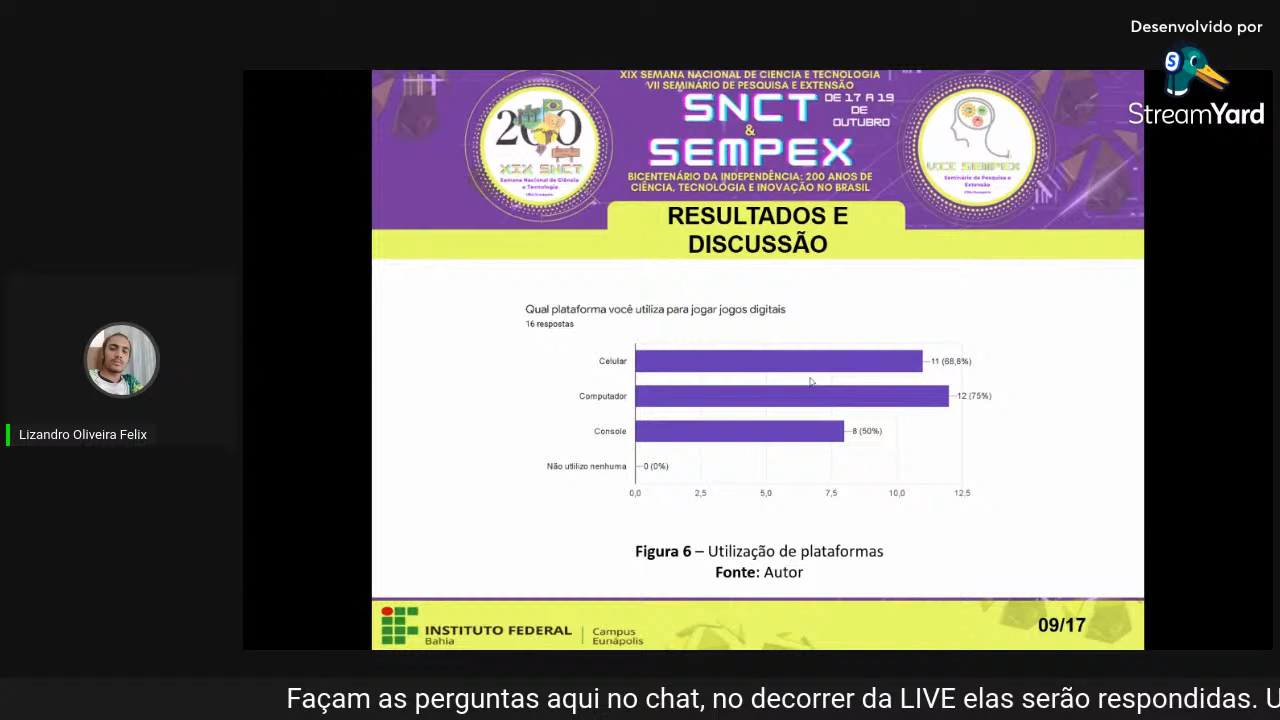 Desenvolvido por
StreamYard
XIX SEMANA NACIONAL DE CIÊNCIA E TECNOLOGIA
VII SEMINÁRIO DE PESQUISA E EXTENSÃO
SNCT
&
SEMPEX
DE 17 A 19
DE
OUTUBRO
BICENTENÁRIO DA INDEPENDÊNCIA: 200 ANOS DE
CIÊNCIA, TECNOLOGIA E INOVAÇÃO NO BRASIL
200
XIX SNCT
Semana Nacional de Ciência
e Tecnologia
VII SEMPEX
Seminário de Pesquisa e
Extensão
RESULTADOS E
DISCUSSÃO
Qual plataforma você utiliza para jogar jogos digitais
16 respostas
Celular
11 (68,8%)
Computador
12 (75%)
Console
8 (50%)
Não utilizo nenhuma
0 (0%)
0,0 2,5 5,0 7,5 10,0 12,5
Figura 6 – Utilização de plataformas
Fonte: Autor
Lizandro Oliveira Felix
INSTITUTO FEDERAL
Bahia
Campus
Eunápolis
09/17
Façam as perguntas aqui no chat, no decorrer da LIVE elas serão respondidas. U